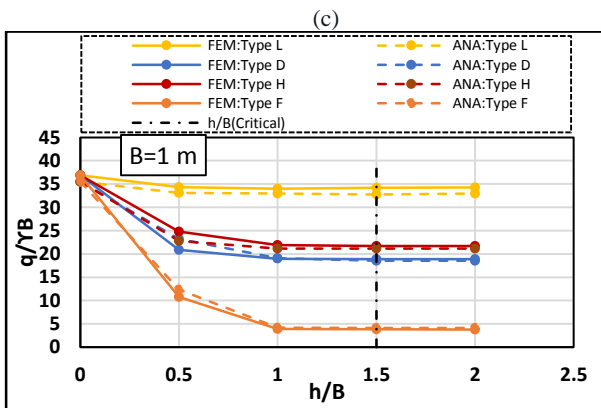 (c)
FEM:Type L ANA:Type L
FEM:Type D ANA:Type D
FEM:Type H ANA:Type H
FEM:Type F ANA:Type F
h/B(Critical)
B=1 m
q/ϒB
45
40
35
30
25
20
15
10
5
0
0 0.5 1 1.5 2 2.5
h/B